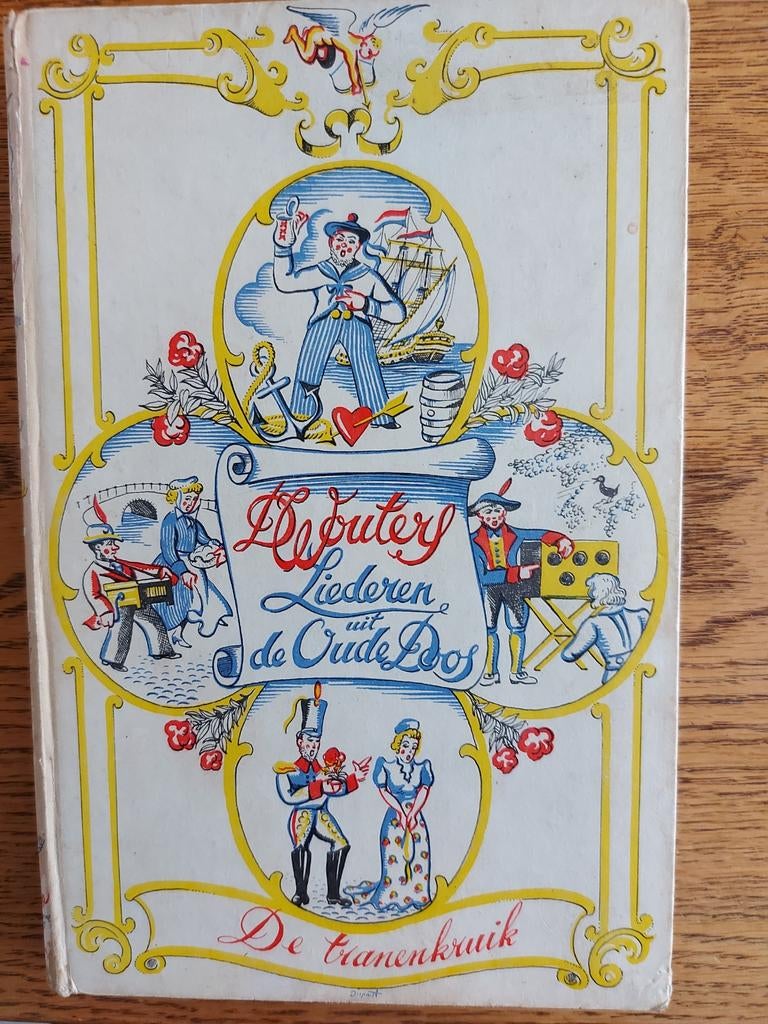 D Wouters
Liederen
uit
de Oude Doos
De tranenkruik